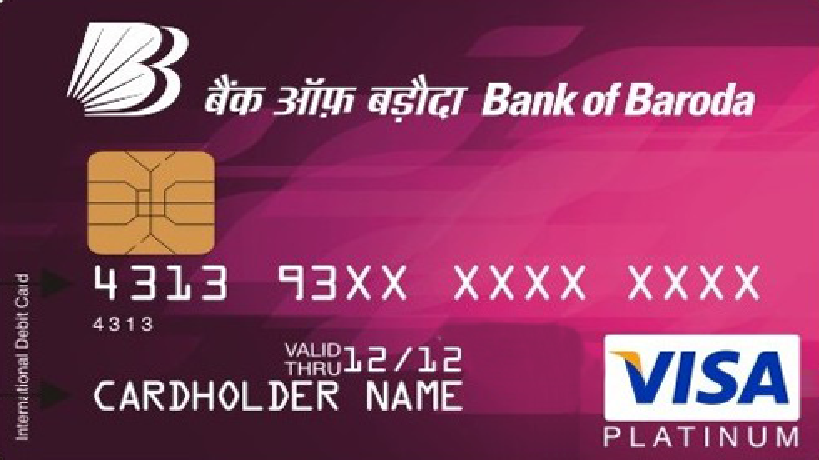 बैंक ऑफ़ बड़ौदा Bank of Baroda
4313 93XX XXXX XXXX
4313
VALID THRU 12/12
CARDHOLDER NAME
International Debit Card
VISA
PLATINUM